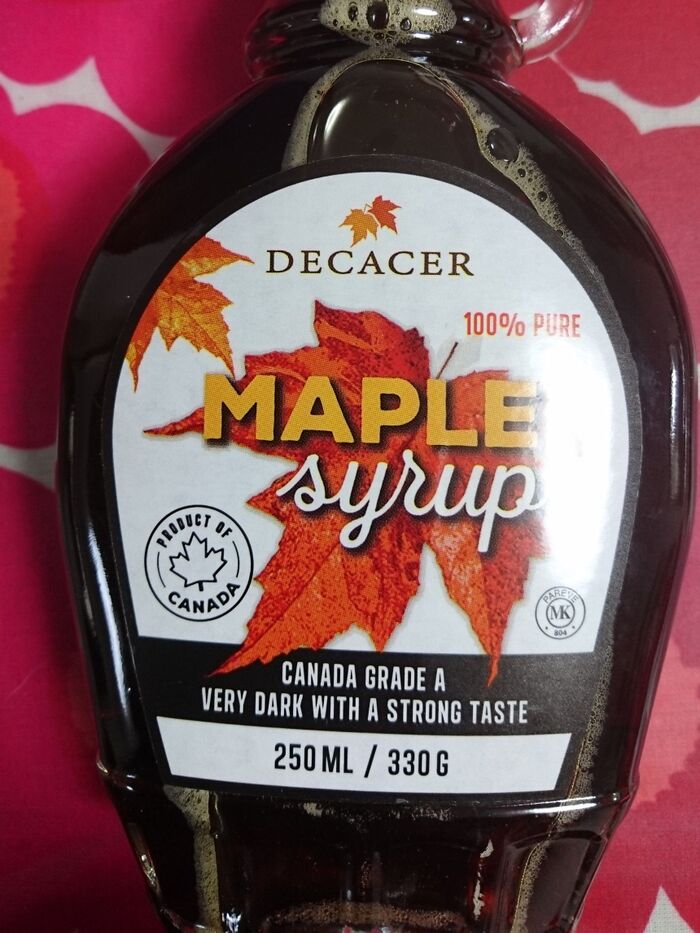 DECACER
100% PURE
MAPLE
syrup
PRODUCT OF
CANADA
PAREVE
MK
804
CANADA GRADE A
VERY DARK WITH A STRONG TASTE
250 ML / 330 G